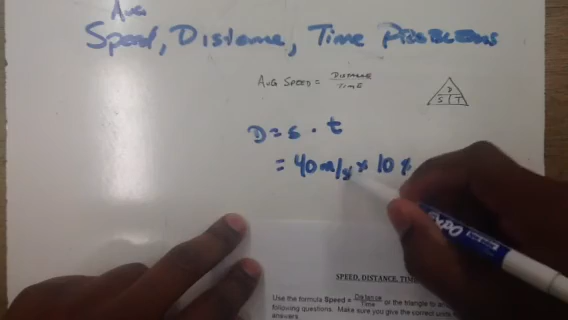 Avg
Speed, Distance, Time Problems
Avg Speed = Distance / Time
D
S T
D = s · t
= 40 m/s x 10 s
EXPO
SPEED, DISTANCE, TIME
Use the formula Speed = Distance / Time or the triangle to
following questions. Make sure you give the correct units
answers